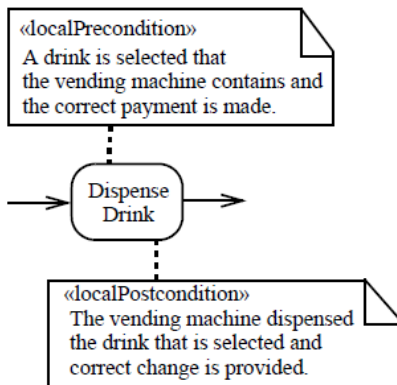 «localPrecondition»
A drink is selected that
the vending machine contains and
the correct payment is made.
Dispense
Drink
«localPostcondition»
The vending machine dispensed
the drink that is selected and
correct change is provided.